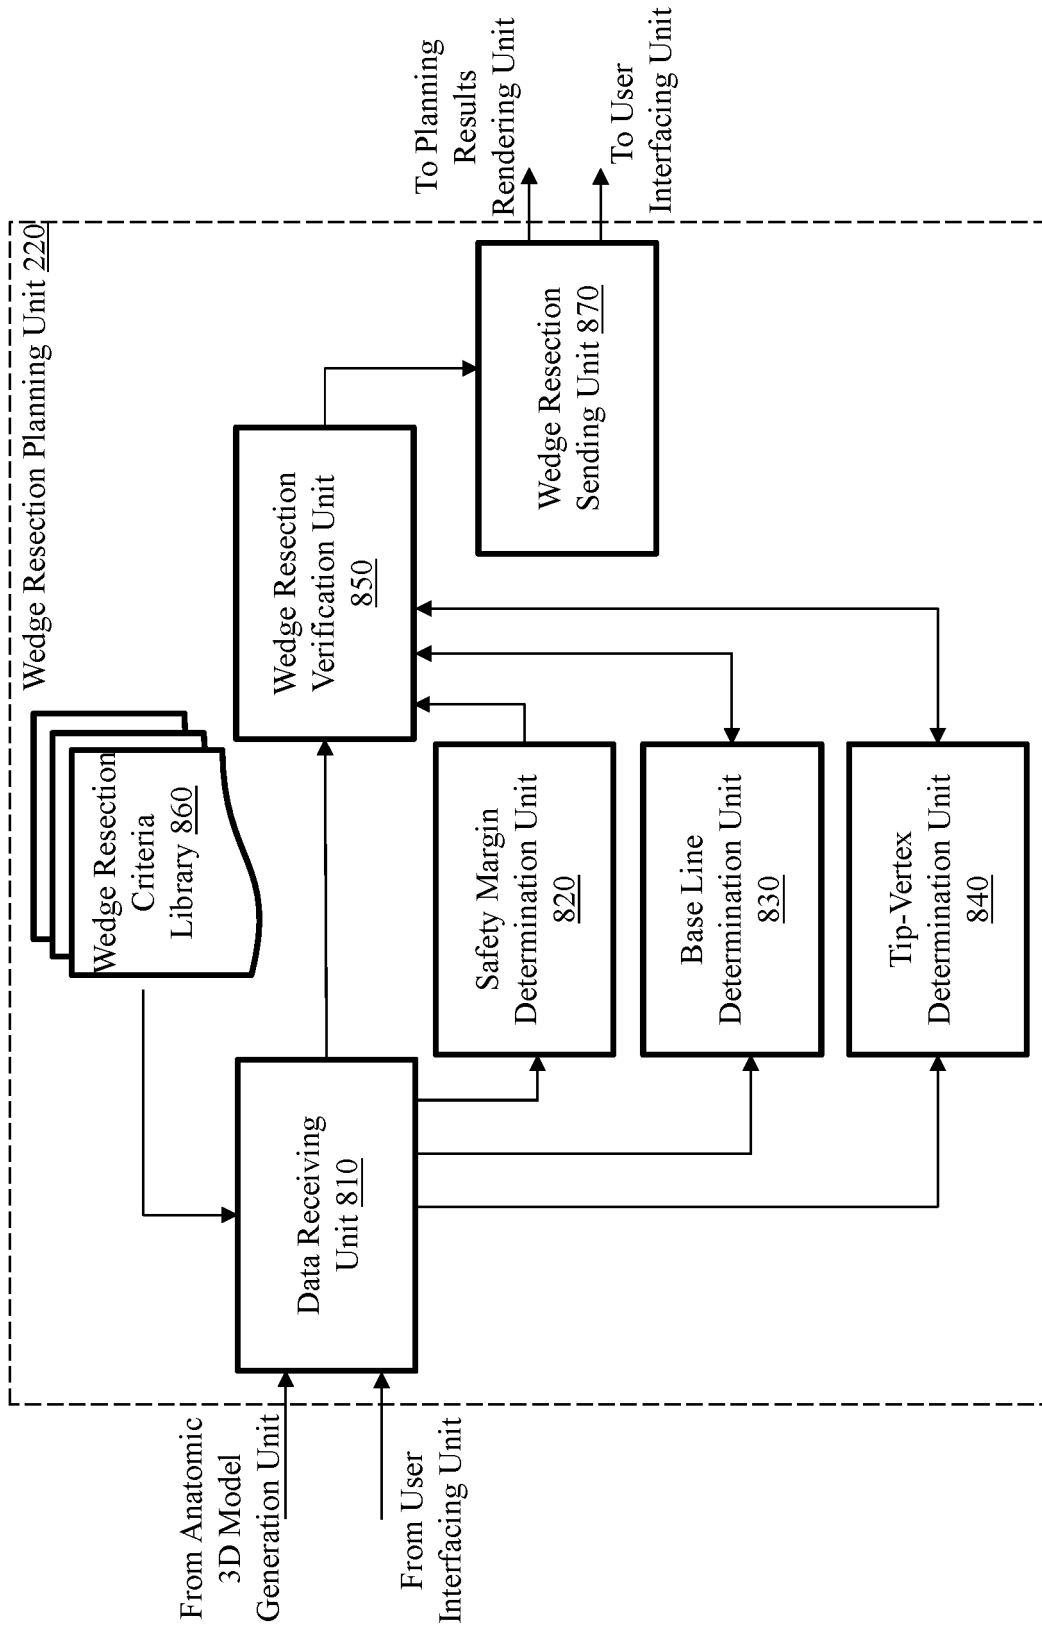 Wedge Resection Planning Unit 220
Wedge Resection
Criteria
Library 860
From Anatomic
3D Model
Generation Unit
From User
Interfacing Unit
Data Receiving
Unit 810
Wedge Resection
Verification Unit
850
Safety Margin
Determination Unit
820
Base Line
Determination Unit
830
Tip-Vertex
Determination Unit
840
Wedge Resection
Sending Unit 870
To Planning
Results
Rendering Unit
To User
Interfacing Unit